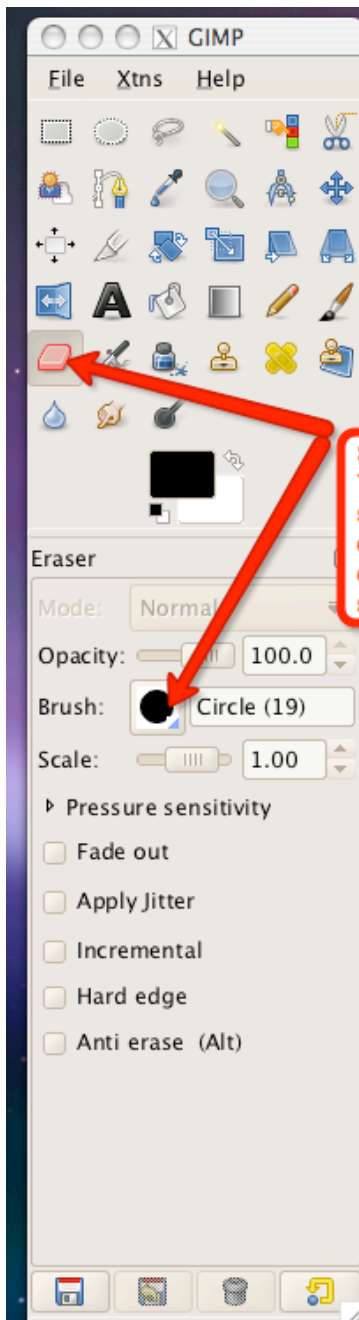 GIMP
File Xtns Help
Eraser
Mode: Normal
Opacity: 100.0
Brush: Circle (19)
Scale: 1.00
Pressure sensitivity
Fade out
Apply Jitter
Incremental
Hard edge
Anti erase (Alt)